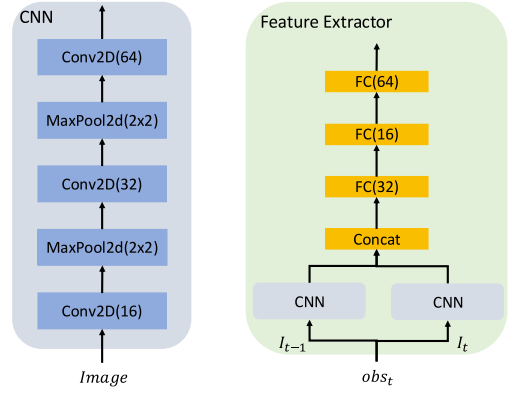 CNN
Conv2D(64)
MaxPool2d(2x2)
Conv2D(32)
MaxPool2d(2x2)
Conv2D(16)
Image
Feature Extractor
FC(64)
FC(16)
FC(32)
Concat
CNN CNN
I_{t-1} I_t
obs_t